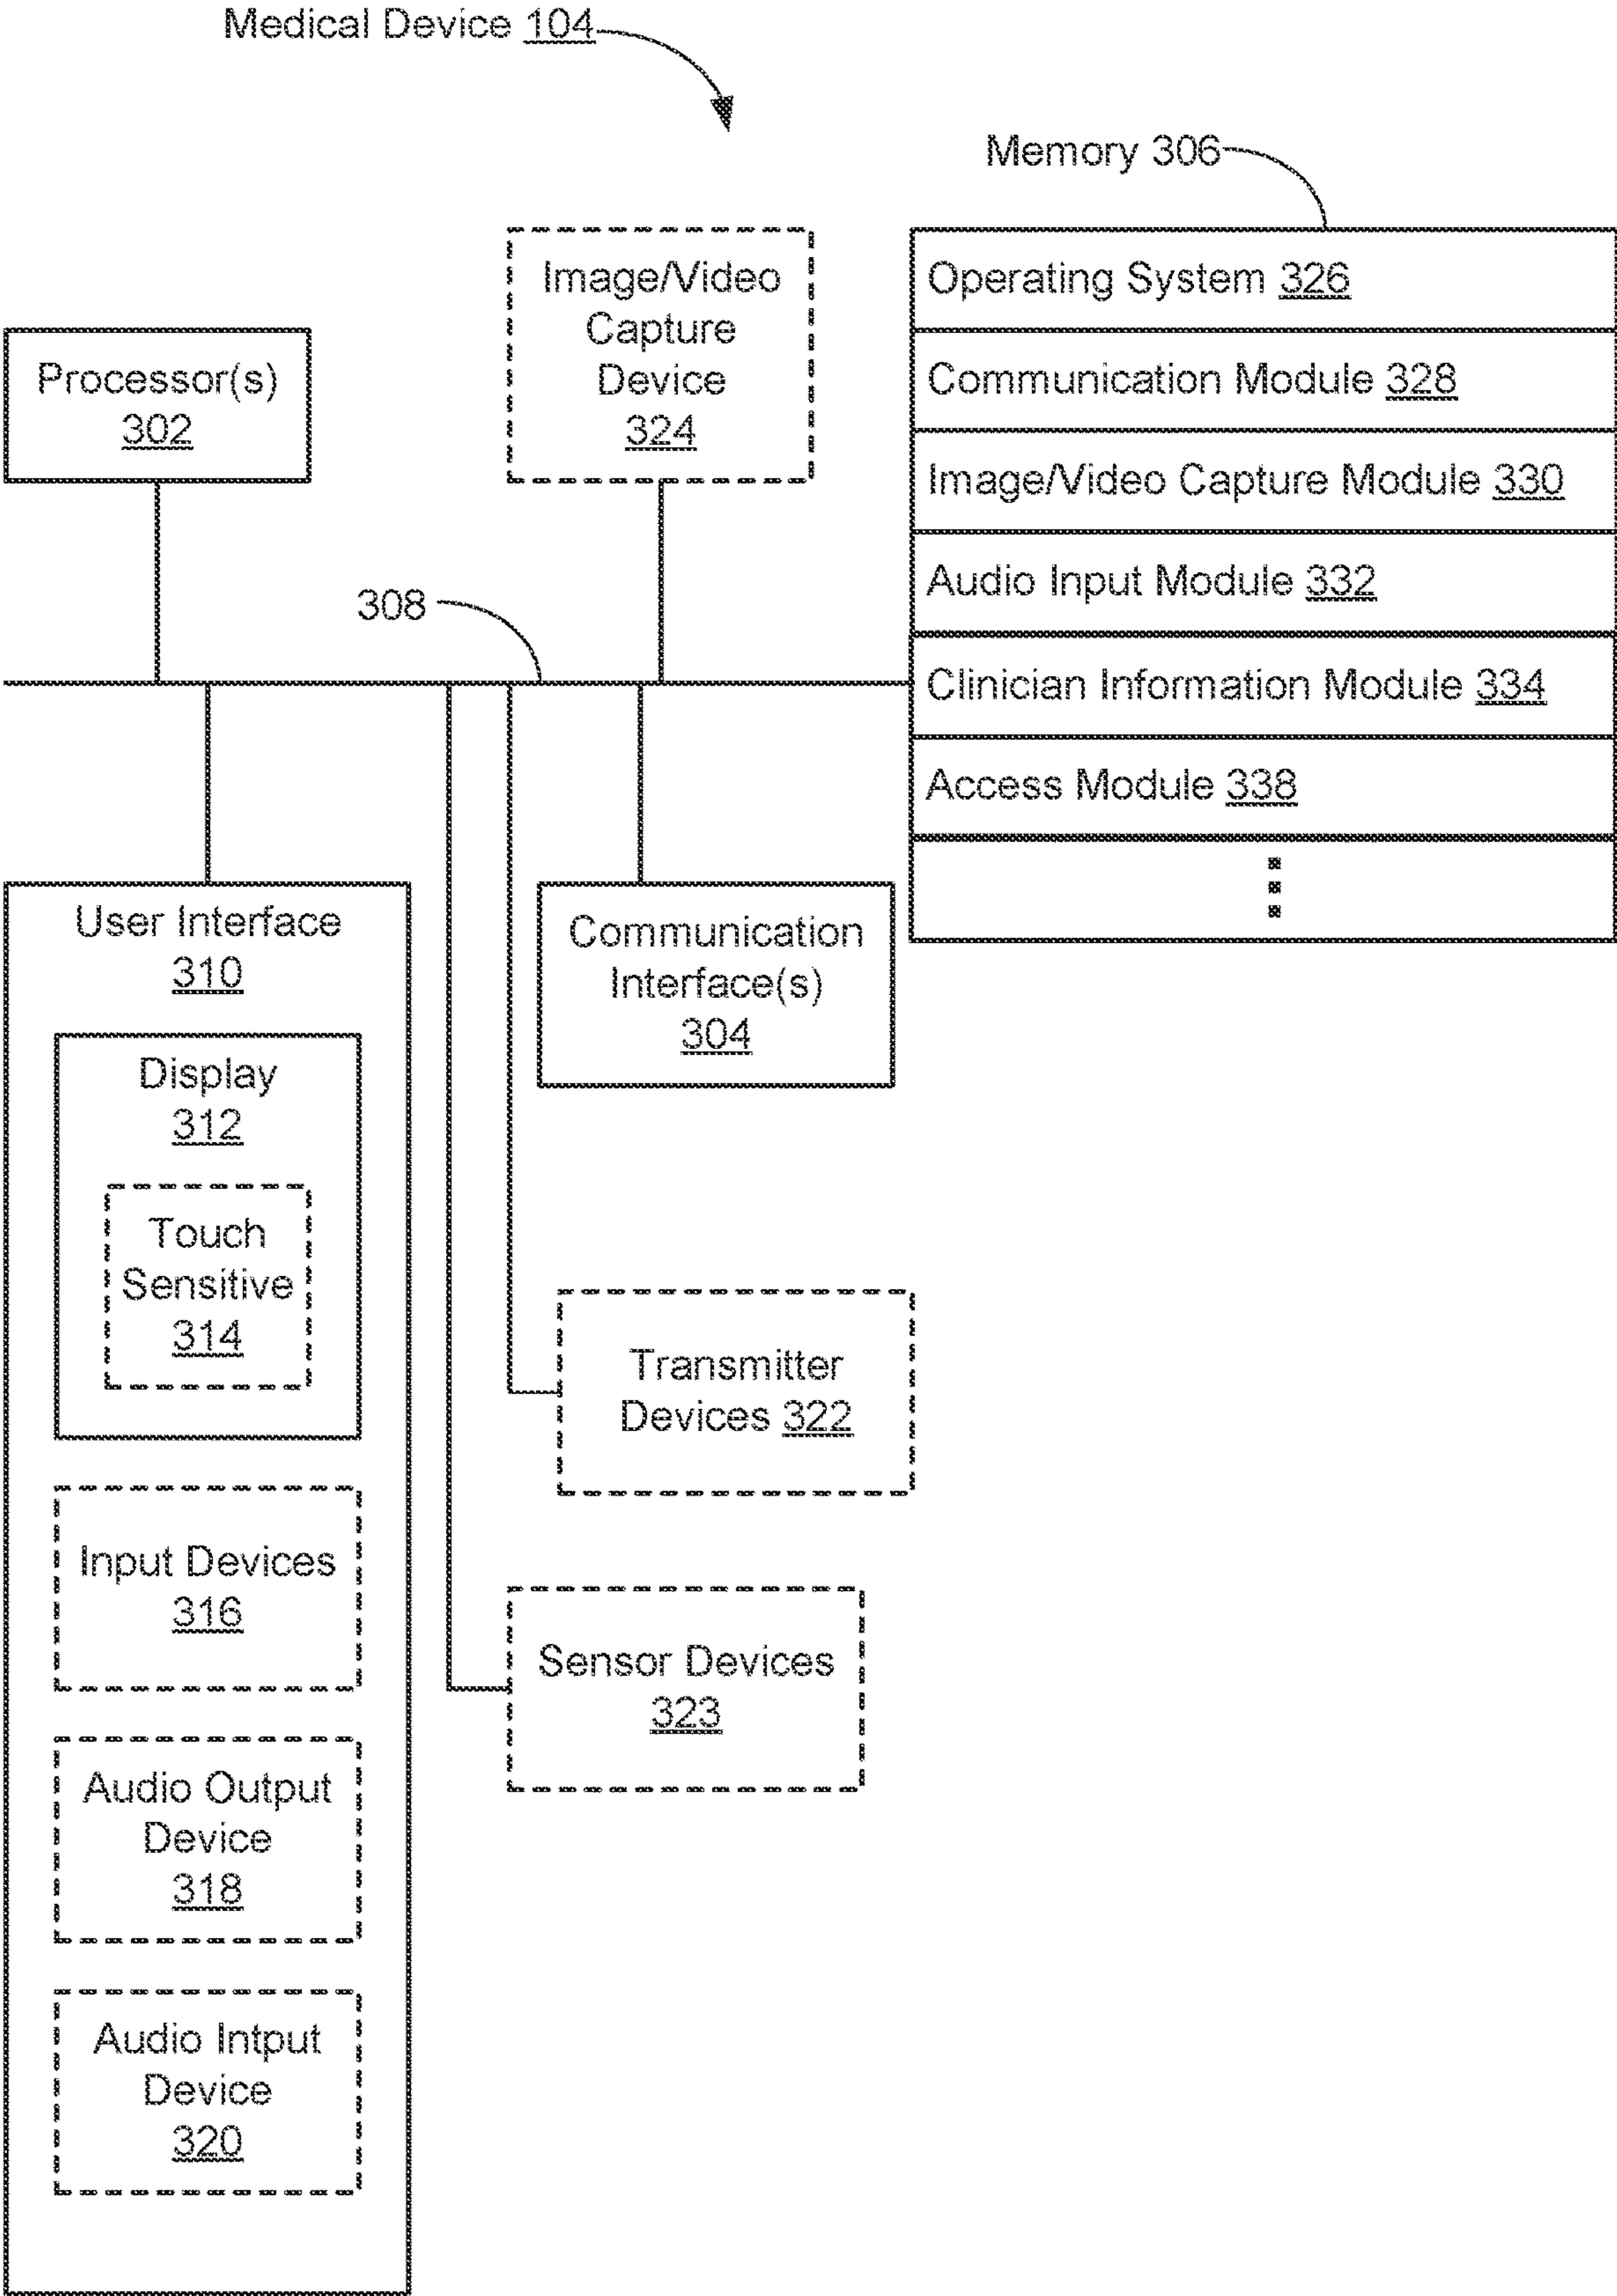 Medical Device 104
Memory 306
Image/Video
Capture
Device
324
Processor(s)
302
308
Operating System 326
Communication Module 328
Image/Video Capture Module 330
Audio Input Module 332
Clinician Information Module 334
Access Module 338
User Interface
310
Display
312
Touch
Sensitive
314
Input Devices
316
Audio Output
Device
318
Audio Intput
Device
320
Communication
Interface(s)
304
Transmitter
Devices 322
Sensor Devices
323